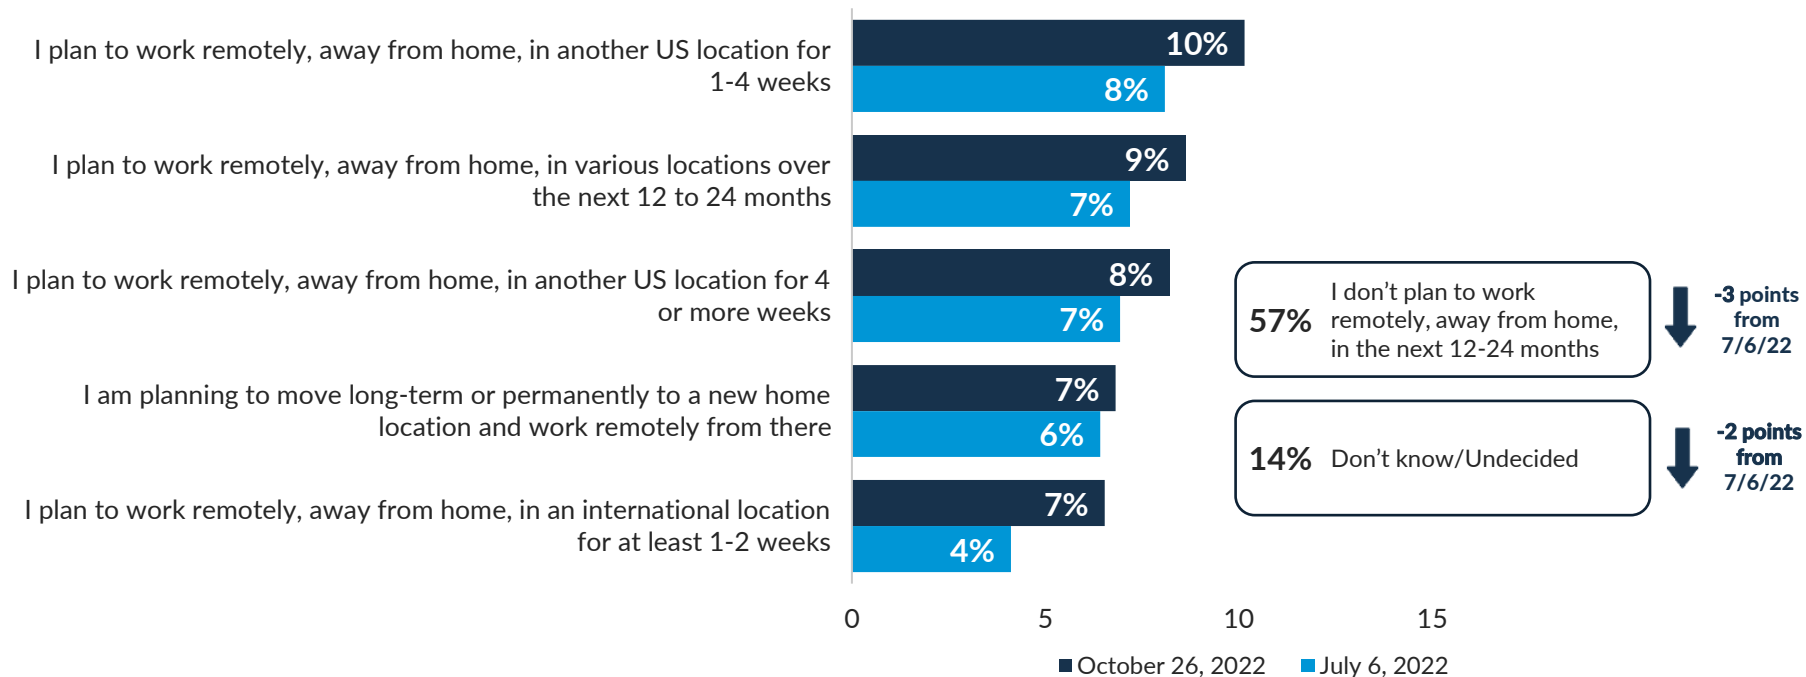 I plan to work remotely, away from home, in another US location for
1-4 weeks
10%
8%
I plan to work remotely, away from home, in various locations over
the next 12 to 24 months
9%
7%
I plan to work remotely, away from home, in another US location for 4
or more weeks
8%
7%
I am planning to move long-term or permanently to a new home
location and work remotely from there
7%
6%
I plan to work remotely, away from home, in an international location
for at least 1-2 weeks
7%
4%
57%
I don't plan to work
remotely, away from home,
in the next 12-24 months
-3 points
from
7/6/22
14%
Don't know/Undecided
-2 points
from
7/6/22
0 5 10 15
October 26, 2022 July 6, 2022